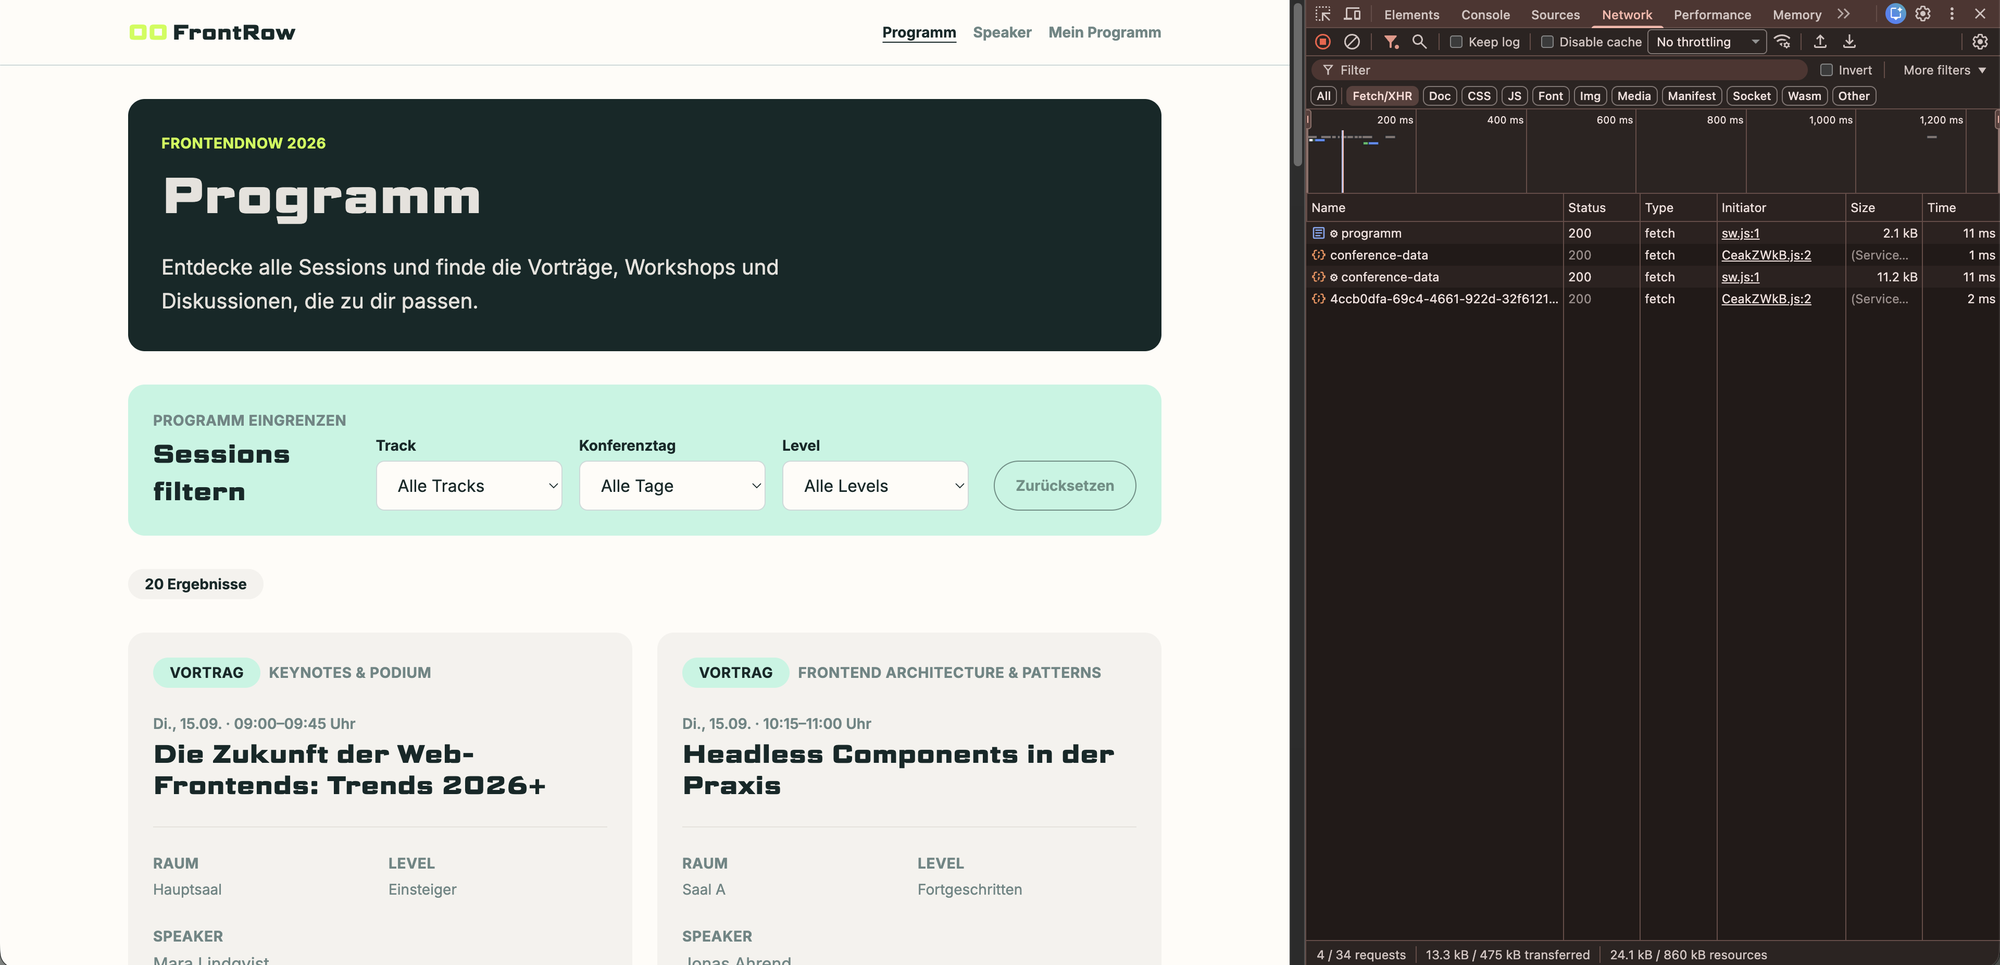 FrontRow
Programm Speaker Mein Programm
FRONTENDNOW 2026
Programm
Entdecke alle Sessions und finde die Vorträge, Workshops und
Diskussionen, die zu dir passen.
PROGRAMM EINGRENZEN
Sessions
filtern
Track
Alle Tracks
Konferenztag
Alle Tage
Level
Alle Levels
Zurücksetzen
20 Ergebnisse
VORTRAG KEYNOTES & PODIUM
Di., 15.09. · 09:00–09:45 Uhr
Die Zukunft der Web-
Frontends: Trends 2026+
RAUM LEVEL
Hauptsaal Einsteiger
SPEAKER
Mara Lindqvist
VORTRAG FRONTEND ARCHITECTURE & PATTERNS
Di., 15.09. · 10:15–11:00 Uhr
Headless Components in der
Praxis
RAUM LEVEL
Saal A Fortgeschritten
SPEAKER
Jonas Ahrend
Elements Console Sources Network Performance Memory
Keep log Disable cache No throttling
Filter Invert More filters
All Fetch/XHR Doc CSS JS Font Img Media Manifest Socket Wasm Other
200 ms 400 ms 600 ms 800 ms 1,000 ms 1,200 ms
Name Status Type Initiator Size Time
programm 200 fetch sw.js:1 2.1 kB 11 ms
conference-data 200 fetch CeakZWkB.js:2 (Service... 1 ms
conference-data 200 fetch sw.js:1 11.2 kB 11 ms
4ccb0dfa-69c4-4661-922d-32f6121... 200 fetch CeakZWkB.js:2 (Service... 2 ms
4 / 34 requests 13.3 kB / 475 kB transferred 24.1 kB / 860 kB resources